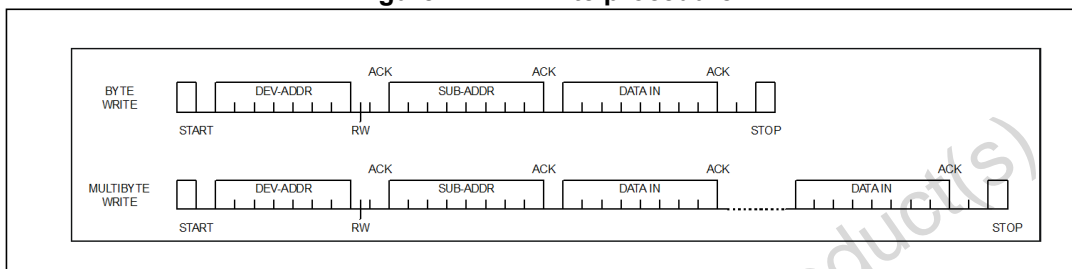 ACK ACK ACK
BYTE WRITE DEV-ADDR SUB-ADDR DATA IN
START RW STOP
ACK ACK ACK ACK
MULTIBYTE WRITE DEV-ADDR SUB-ADDR DATA IN DATA IN
START RW STOP